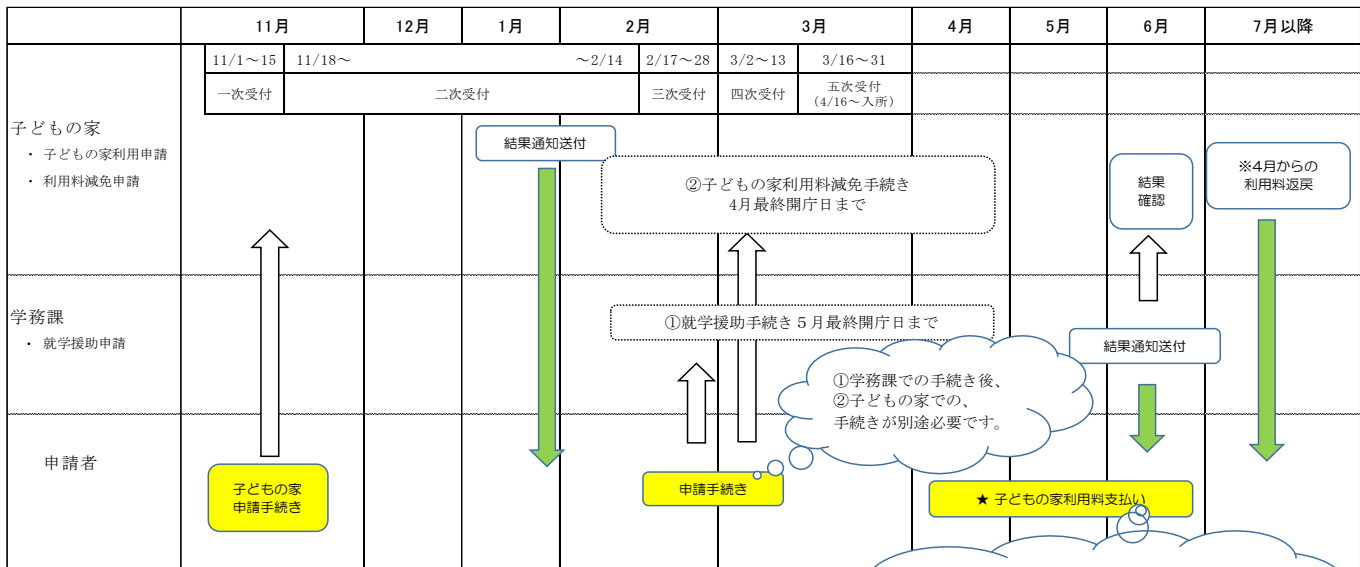 11月 12月 1月 2月 3月 4月 5月 6月 7月以降
11/1～15 11/18～ ～2/14 2/17～28 3/2～13 3/16～31
一次受付 二次受付 三次受付 四次受付 五次受付
(4/16～入所)
子どもの家
・ 子どもの家利用申請
・ 利用料減免申請
結果通知送付
②子どもの家利用料減免手続き
4月最終開庁日まで
結果
確認
※4月からの
利用料返戻
学務課
・ 就学援助申請
①就学援助手続き５月最終開庁日まで
結果通知送付
①学務課での手続き後、
②子どもの家での、
手続きが別途必要です。
申請者
子どもの家
申請手続き
申請手続き
★ 子どもの家利用料支払い